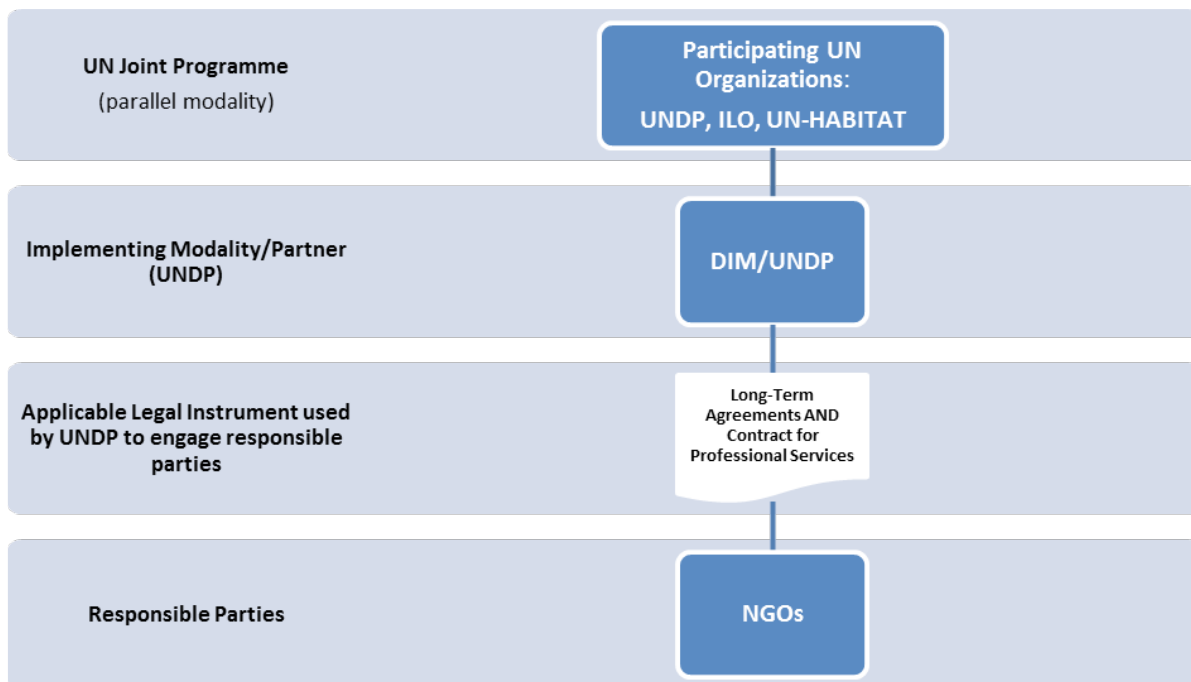 UN Joint Programme
(parallel modality)
Participating UN
Organizations:
UNDP, ILO, UN-HABITAT
Implementing Modality/Partner
(UNDP)
DIM/UNDP
Applicable Legal Instrument used
by UNDP to engage responsible
parties
Long-Term
Agreements AND
Contract for
Professional Services
Responsible Parties
NGOs